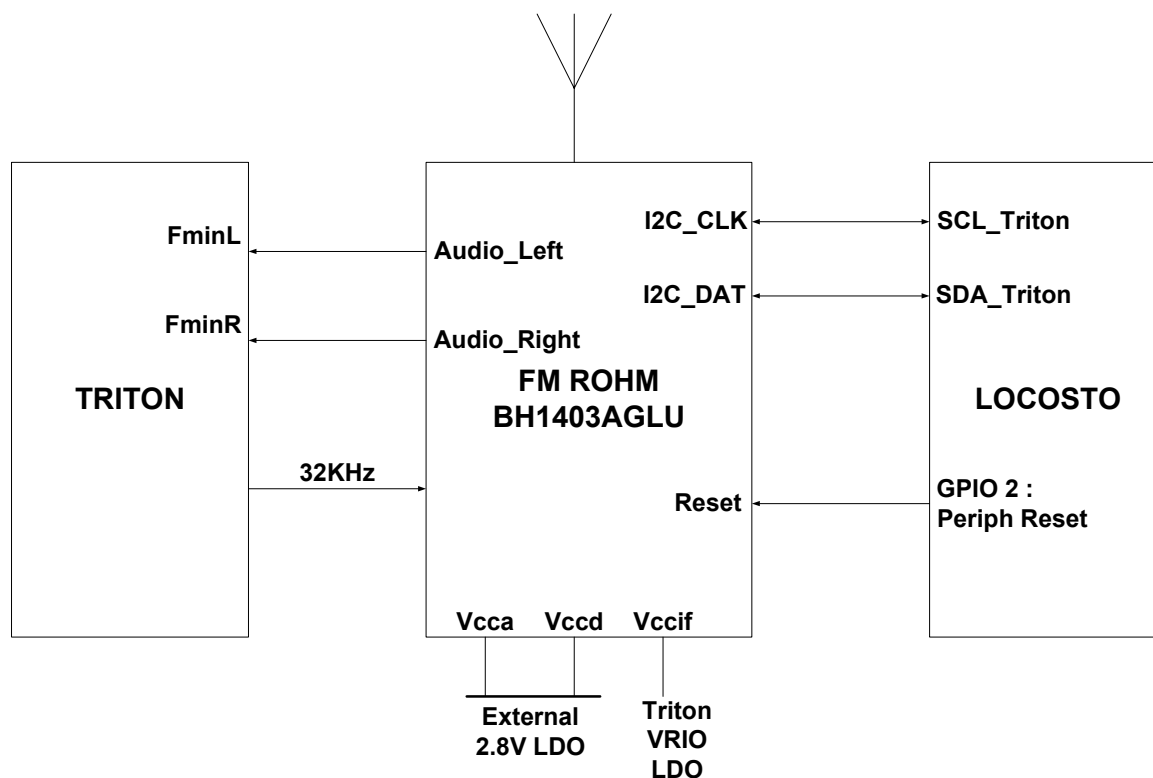 FminL
FminR
TRITON
32KHz
Audio_Left
Audio_Right
FM ROHM
BH1403AGLU
I2C_CLK
I2C_DAT
Reset
Vcca
Vccd
Vccif
SCL_Triton
SDA_Triton
LOCOSTO
GPIO 2 :
Periph Reset
External
2.8V LDO
Triton
VRIO
LDO